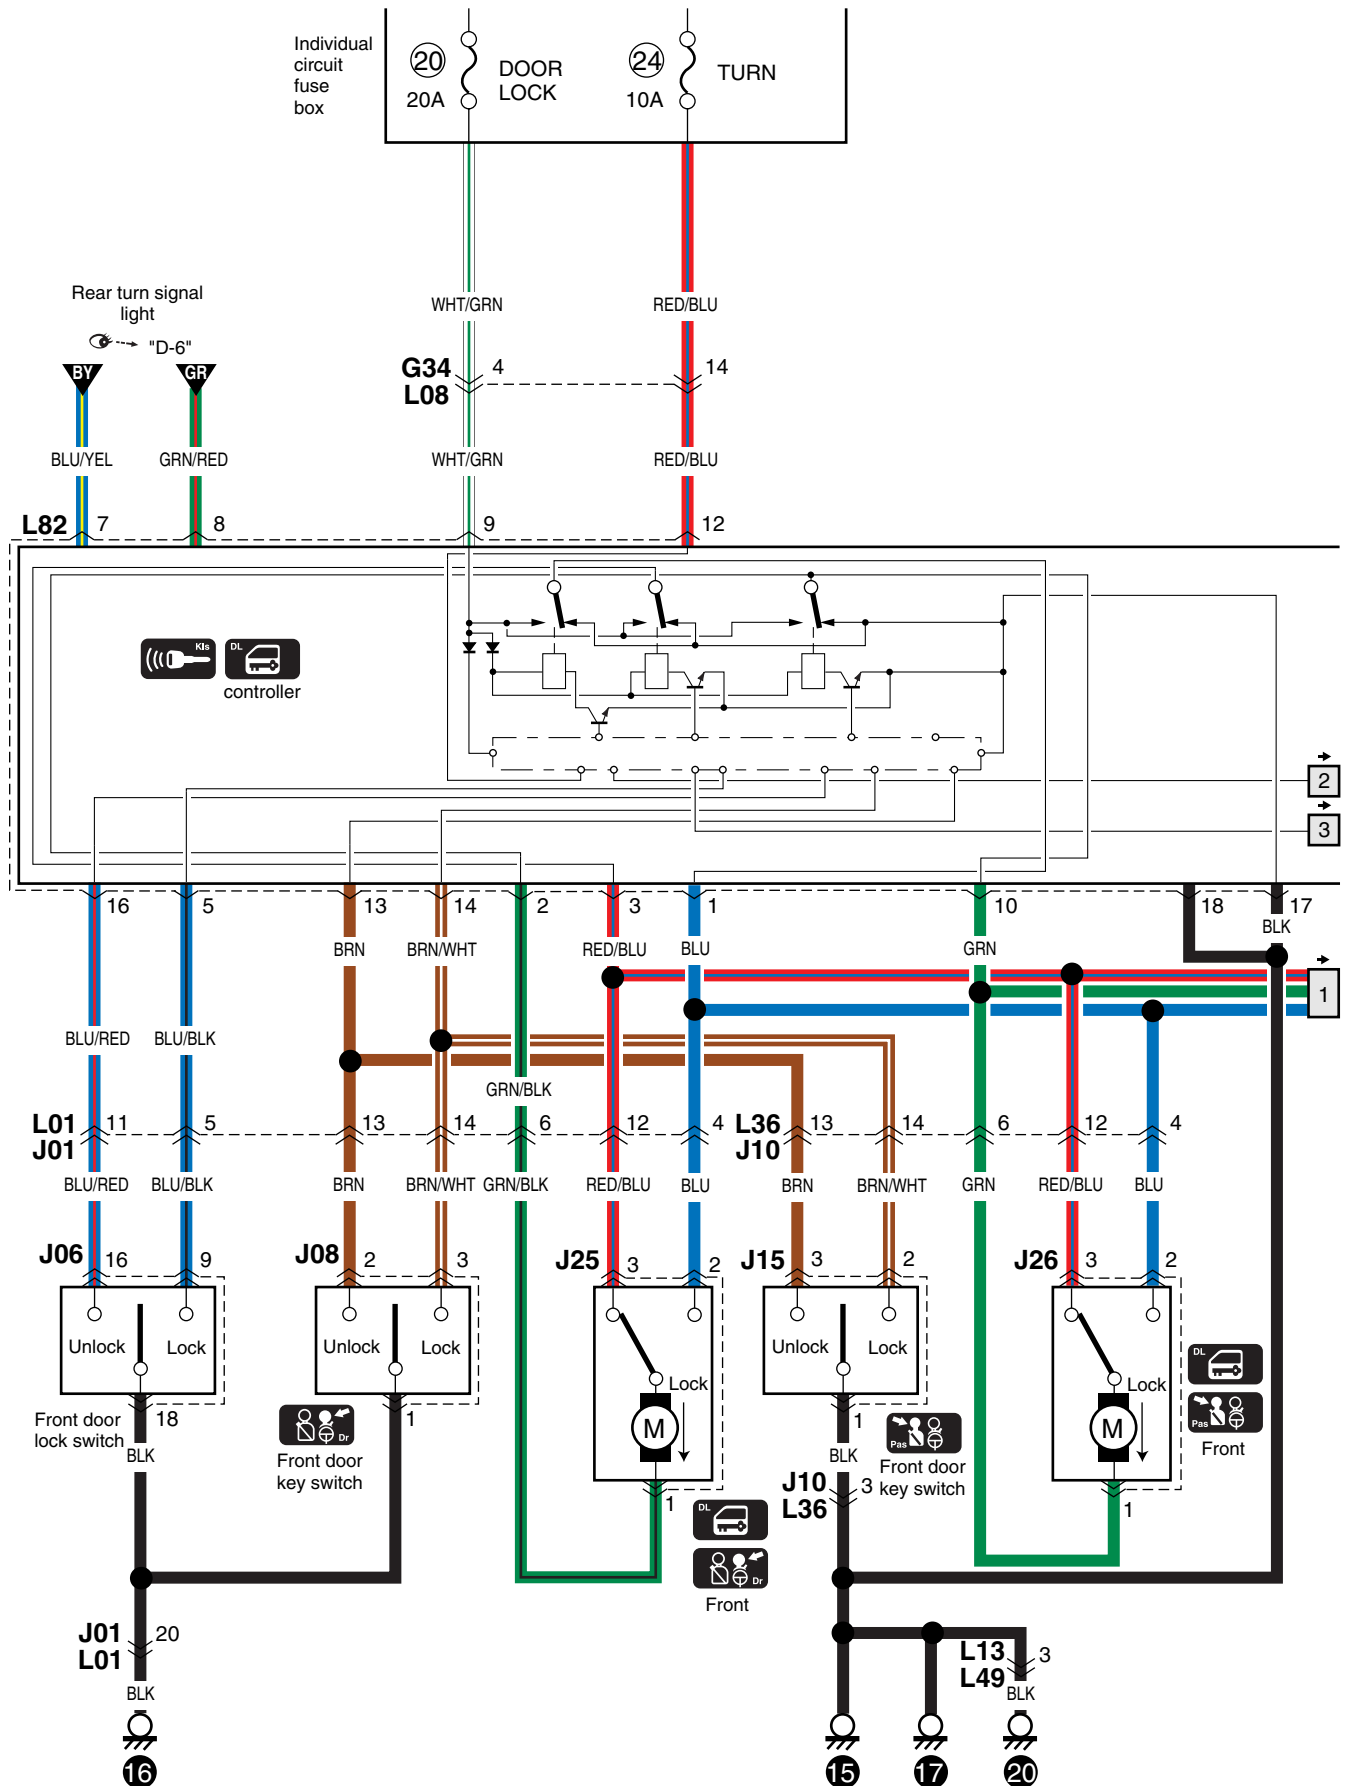 Individual
circuit
fuse
box
20
20A
DOOR
LOCK
24
10A
TURN
Rear turn signal
light
"D-6"
BY
GR
WHT/GRN
RED/BLU
G34
4
14
L08
BLU/YEL
GRN/RED
WHT/GRN
RED/BLU
L82
7
8
9
12
KIs
DL
controller
2
3
16
5
13
14
2
3
1
10
18
17
BRN
BRN/WHT
RED/BLU
BLU
GRN
BLK
1
BLU/RED
BLU/BLK
GRN/BLK
L01
11
5
13
14
6
12
4
L36
13
14
6
12
4
J01
J10
BLU/RED
BLU/BLK
BRN
BRN/WHT
GRN/BLK
RED/BLU
BLU
BRN
BRN/WHT
GRN
RED/BLU
BLU
J06
16
9
J08
2
3
J25
3
2
J15
3
2
J26
3
2
Unlock
Lock
Unlock
Lock
Lock
M
Unlock
Lock
Lock
M
DL
Pas
Front
18
Front door
lock switch
BLK
1
Dr
Front door
key switch
1
DL
Dr
Front
1
BLK
Pas
Front door
key switch
J10
3
L36
1
J01
20
L01
BLK
L13
3
L49
BLK
16
15
17
20